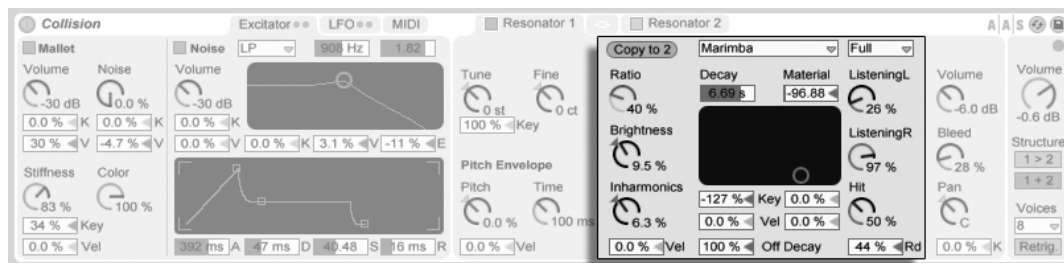 Collision
Excitator LFO MIDI
Resonator 1 Resonator 2
A A S
Mallet
Volume Noise
-30 dB 0.0 %
0.0 % K 0.0 % K
30 % V -4.7 % V
Stiffness Color
83 % 100 %
34 % Key
0.0 % Vel
Noise LP 908 Hz 1.82
Volume
-30 dB
0.0 % K
0.0 % V 0.0 % K 3.1 % V -11 % E
392 ms A 47 ms D 40.48 S 16 ms R
Tune Fine
0 st 0 ct
100 % Key
Pitch Envelope
Pitch Time
0.0 % 100 ms
0.0 % Vel
Copy to 2 Marimba Full
Ratio Decay Material ListeningL
40 % 6.69 s -96.88 26 %
Brightness ListeningR
9.5 % 97 %
Inharmonics Hit
6.3 % 50 %
-127 % Key 0.0 %
0.0 % Vel 0.0 %
0.0 % Vel 100 % Off Decay 44 % Rd
Volume
-6.0 dB
Bleed
28 %
Pan
C
0.0 % K
Volume
-0.6 dB
Structure
1 > 2
1 + 2
Voices
8
Retrig.